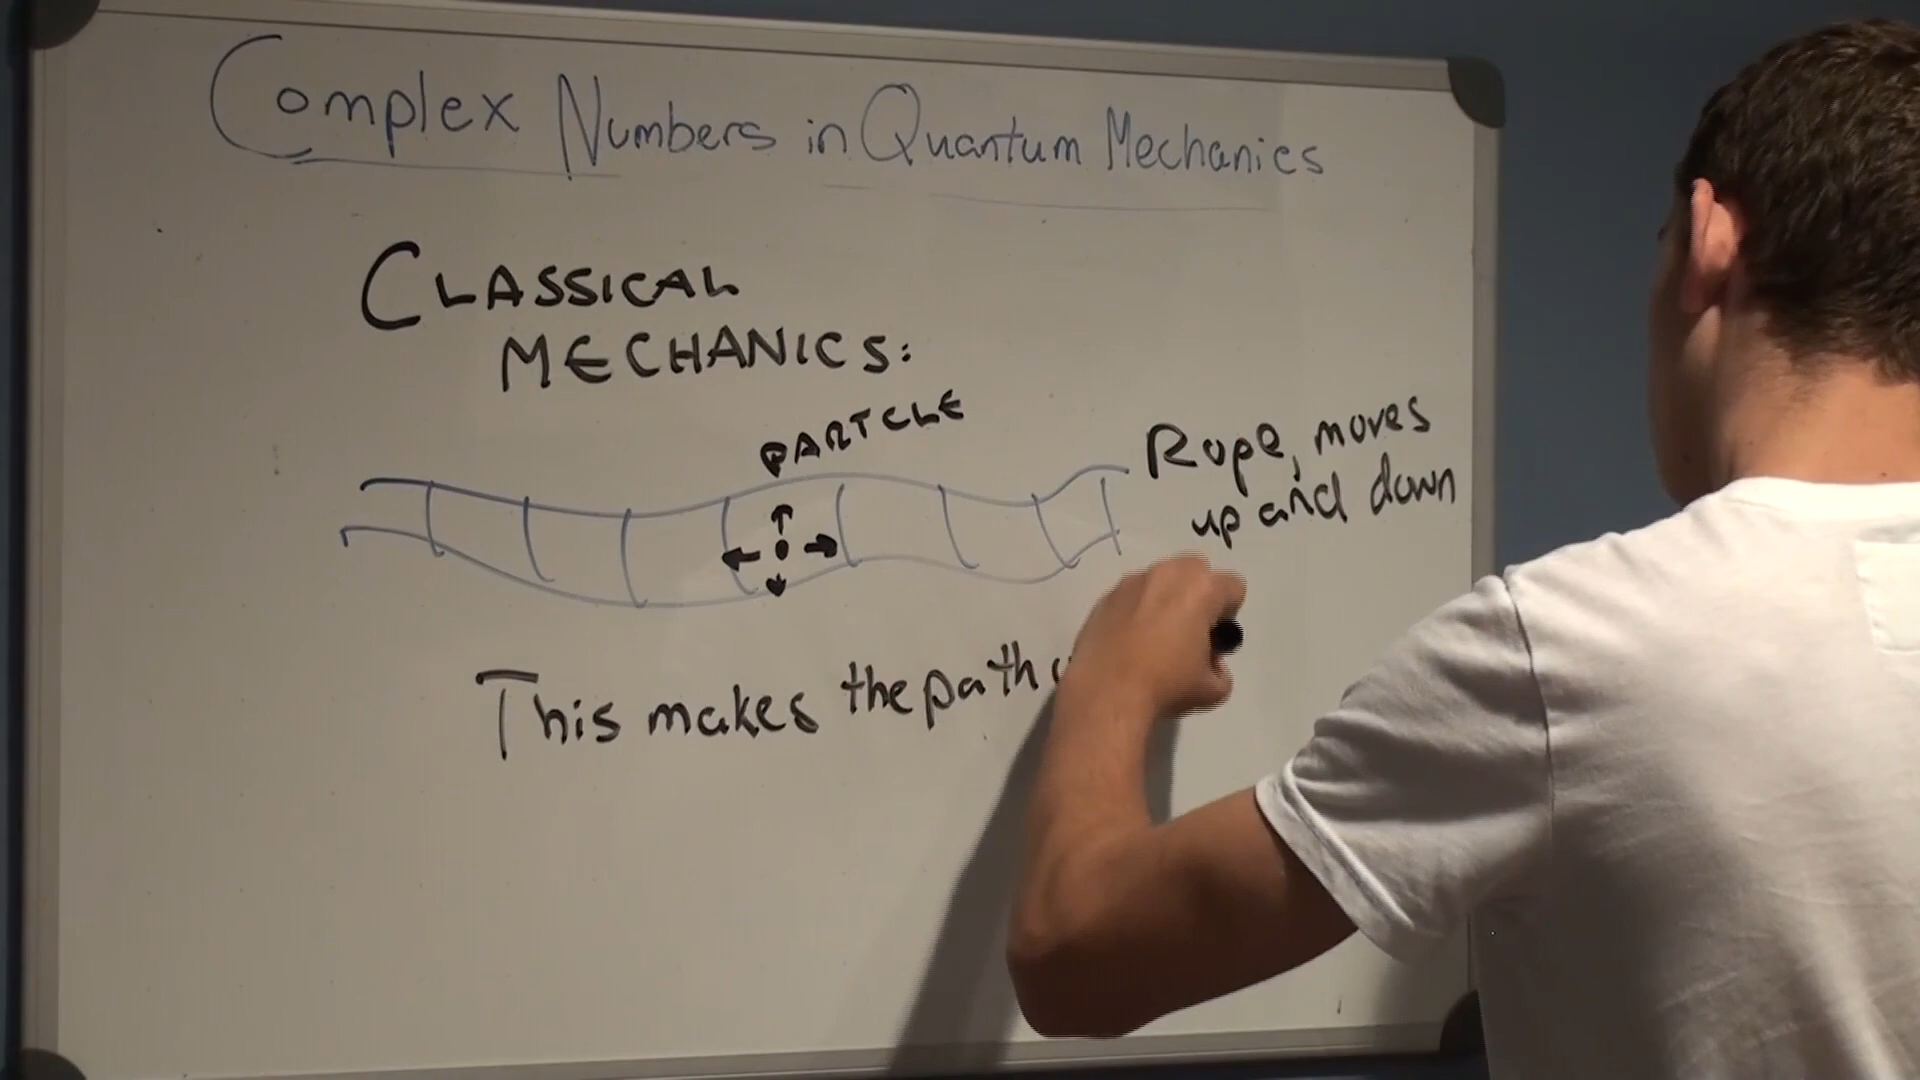 Complex Numbers in Quantum Mechanics
CLASSICAL
MECHANICS:
PARTCLE
Rope, moves
up and down
This makes the path